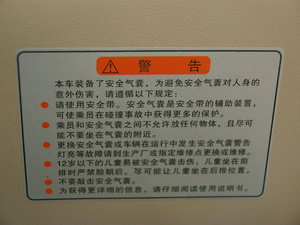 警 告
本车装备了安全气囊，为避免安全气囊对人身的
意外伤害，请遵循以下规定：
● 请使用安全带。安全气囊是安全带的辅助装置，
可使乘员在碰撞事故中获得更多的保护。
● 乘员和安全气囊之间不允许放任何物体，且尽可
能不要坐在气囊的附近。
● 更换安全气囊或车辆在运行中发生安全气囊警告
灯亮等故障请到生产厂或指定维修点更换或维修。
● 12岁以下的儿童易被安全气囊击伤，儿童坐在前
排时严禁脸朝后。尽可能让儿童坐在后排位置。
● 不要敲击安全气囊。
● 为获得更详细的信息，请仔细阅读使用说明书。